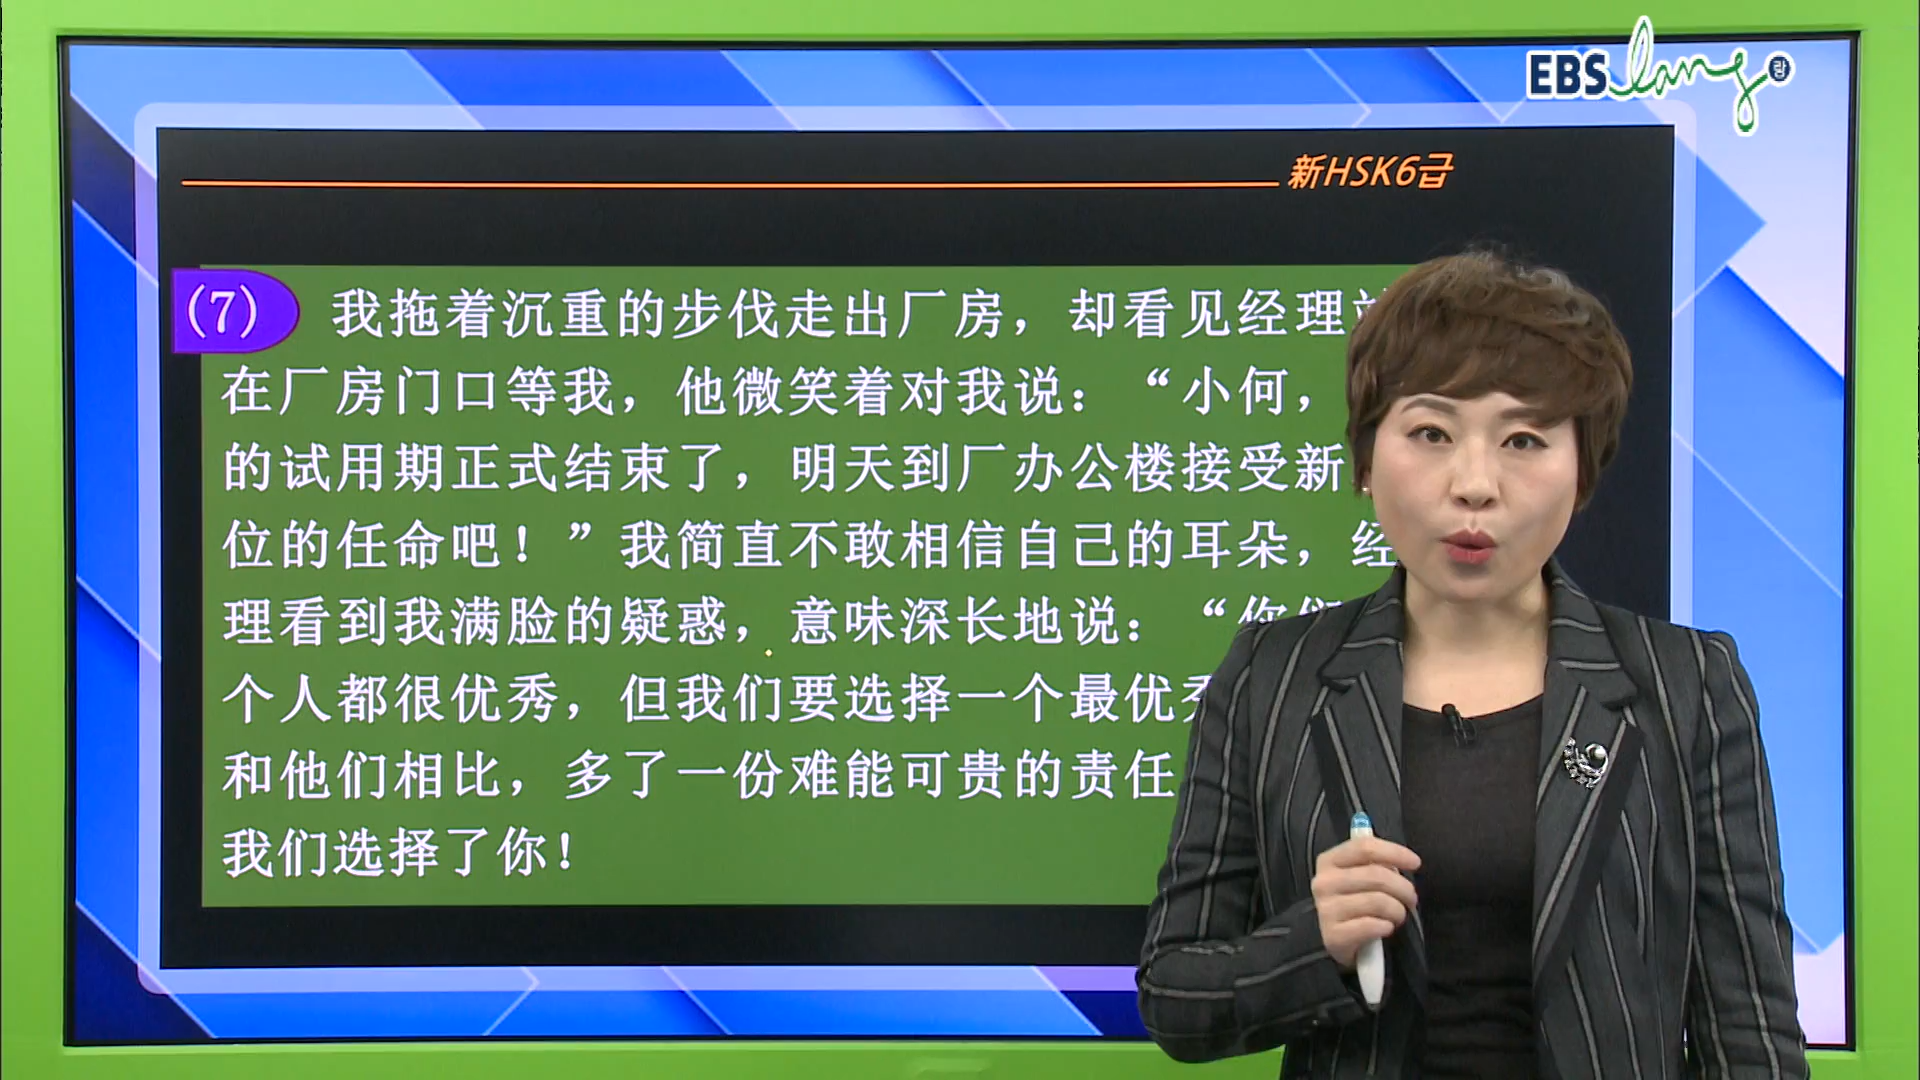 EBS lang 랑
新HSK6급
(7) 我拖着沉重的步伐走出厂房，却看见经理
在厂房门口等我，他微笑着对我说：“小何，
的试用期正式结束了，明天到厂办公楼接受新
位的任命吧！”我简直不敢相信自己的耳朵，经
理看到我满脸的疑惑，意味深长地说：“你们
个人都很优秀，但我们要选择一个最优秀
和他们相比，多了一份难能可贵的责任
我们选择了你！